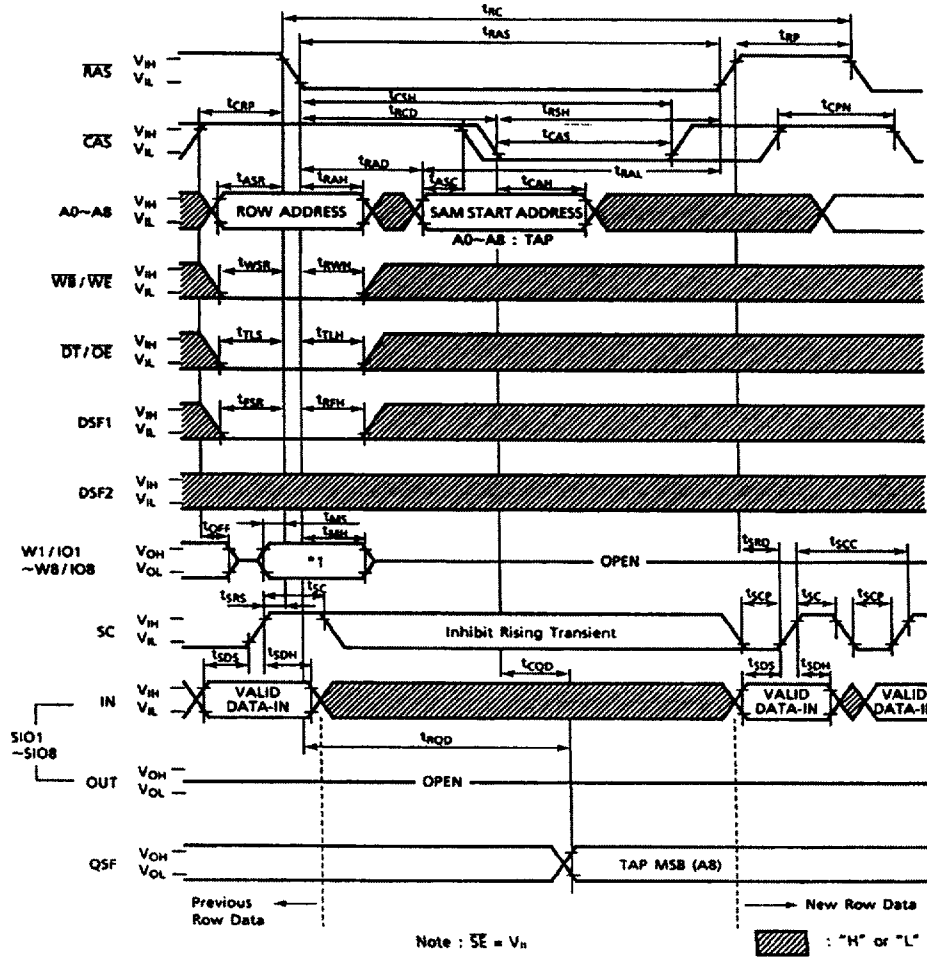 tRC
tRAS
tRP
RAS VIH
VIL
tCRP
tCSH
tRCD
tRSH
tCPN
CAS VIH
VIL
tCAS
tRAD
tRAL
tASR
tRAH
tASC
tCAH
A0~A8 VIH
VIL
ROW ADDRESS
SAM START ADDRESS
A0~A8 : TAP
tWSR
tRWH
WB/WE VIH
VIL
tTLS
tTLH
DT/OE VIH
VIL
tFSR
tRFH
DSF1 VIH
VIL
DSF2 VIH
VIL
tMS
tOFF
tMH
W1/IO1
~W8/IO8
VOH
VOL
*1
OPEN
tSRD
tSCC
tSC
tSRS
tSCP
tSC
tSCP
SC VIH
VIL
Inhibit Rising Transient
tSDS
tSDH
tCQD
tSDS
tSDH
IN VIH
VIL
VALID
DATA-IN
VALID
DATA-IN
VALID
DATA-IN
SIO1
~SIO8
tRQD
OUT VOH
VOL
OPEN
QSF VOH
VOL
TAP MSB (A8)
Previous
Row Data
New Row Data
Note : SE = VIH
: "H" or "L"